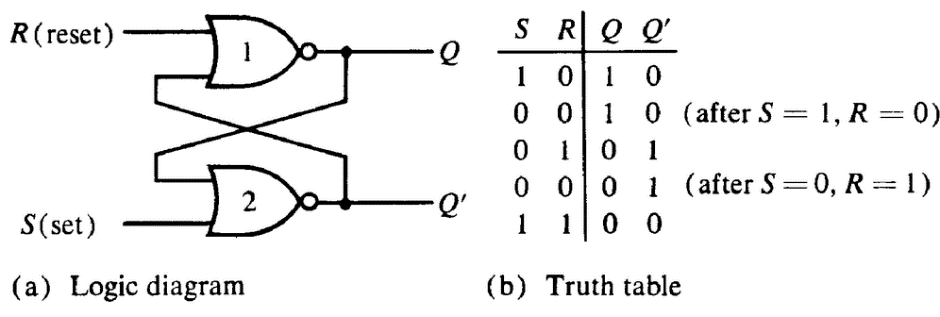 R (reset)
1
Q
2
Q′
S (set)
(a) Logic diagram
S R Q Q′
1 0 1 0
0 0 1 0 (after S = 1, R = 0)
0 1 0 1
0 0 0 1 (after S = 0, R = 1)
1 1 0 0
(b) Truth table